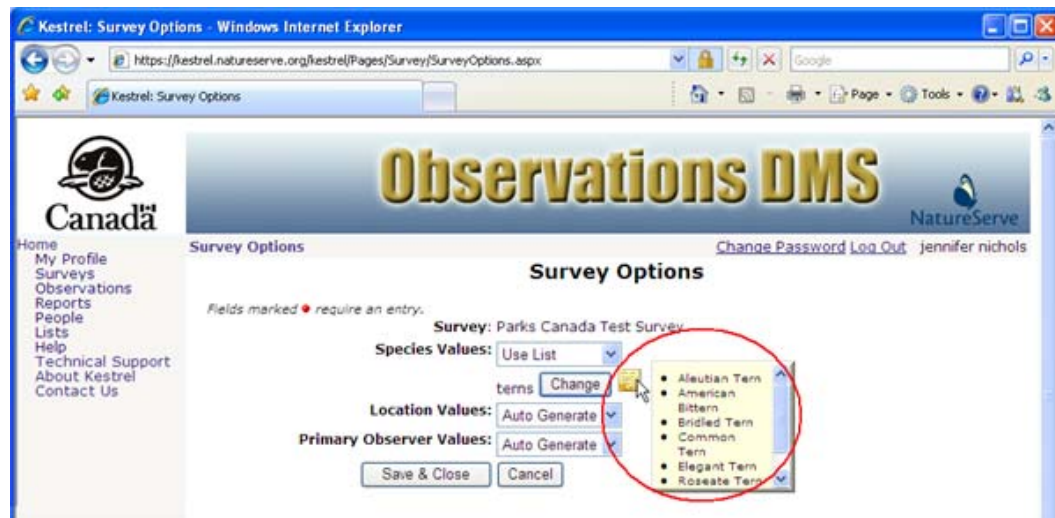 Kestrel: Survey Options - Windows Internet Explorer
https://kestrel.natureserve.org/kestrel/Pages/Survey/SurveyOptions.aspx
Google
Kestrel: Survey Options
Page
Tools
Canada
Observations DMS
NatureServe
Home
My Profile
Surveys
Observations
Reports
People
Lists
Help
Technical Support
About Kestrel
Contact Us
Survey Options
Change Password Log Out jennifer nichols
Survey Options
Fields marked require an entry.
Survey: Parks Canada Test Survey
Species Values: Use List
terns Change
Location Values: Auto Generate
Primary Observer Values: Auto Generate
Save & Close Cancel
Aleutian Tern
American
Bittern
Bridled Tern
Common
Tern
Elegant Tern
Roseate Tern